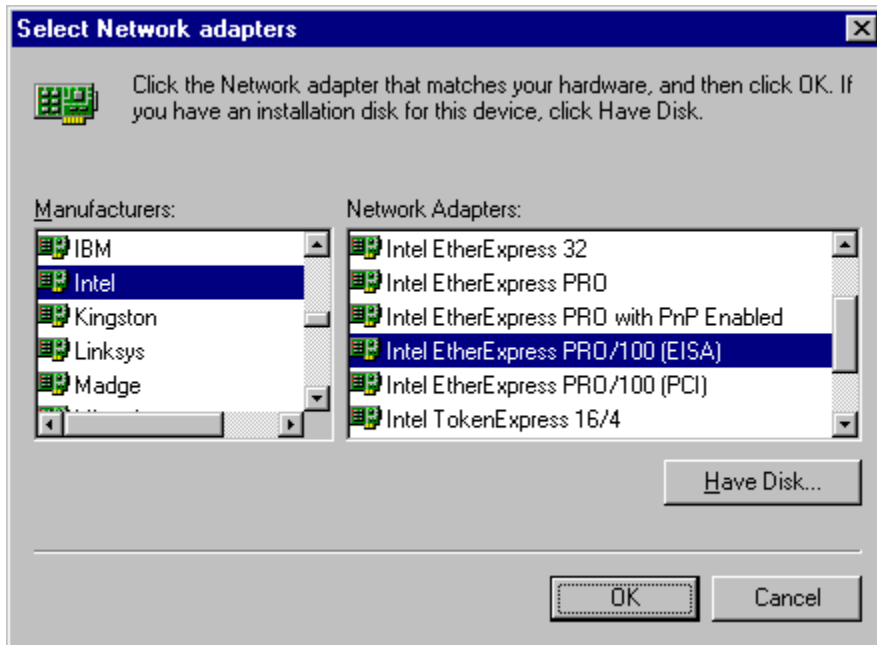 Select Network adapters
Click the Network adapter that matches your hardware, and then click OK. If
you have an installation disk for this device, click Have Disk.
Manufacturers:
IBM
Intel
Kingston
Linksys
Madge
Network Adapters:
Intel EtherExpress 32
Intel EtherExpress PRO
Intel EtherExpress PRO with PnP Enabled
Intel EtherExpress PRO/100 (EISA)
Intel EtherExpress PRO/100 (PCI)
Intel TokenExpress 16/4
Have Disk...
OK
Cancel